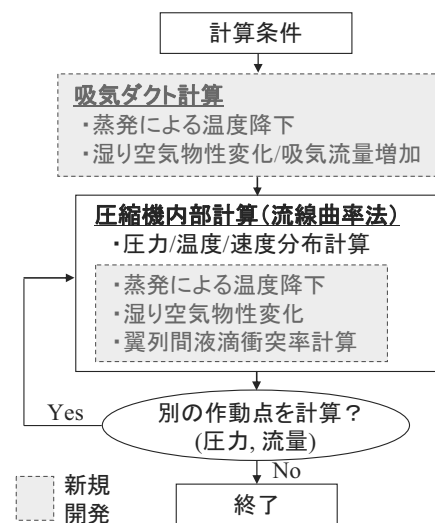 計算条件
吸気ダクト計算
・蒸発による温度降下
・湿り空気物性変化/吸気流量増加
圧縮機内部計算(流線曲率法)
・圧力/温度/速度分布計算
・蒸発による温度降下
・湿り空気物性変化
・翼列間液滴衝突率計算
Yes
別の作動点を計算？
(圧力, 流量)
No
新規
開発
終了